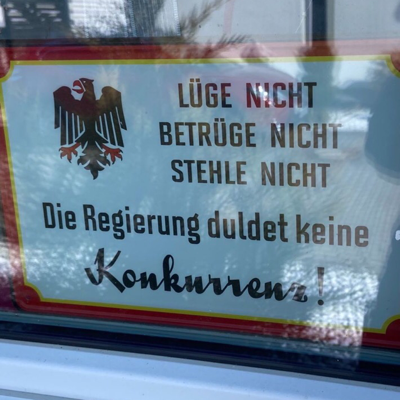 LÜGE NICHT
BETRÜGE NICHT
STEHLE NICHT
Die Regierung duldet keine
Konkurrenz!